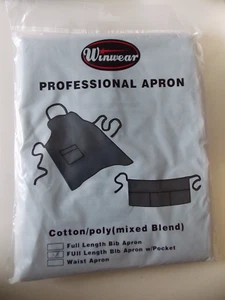 Winwear
PROFESSIONAL APRON
Cotton/poly(mixed Blend)
Full Length Bib Apron
FUll Length Bib Apron w/Pocket
Waist Apron